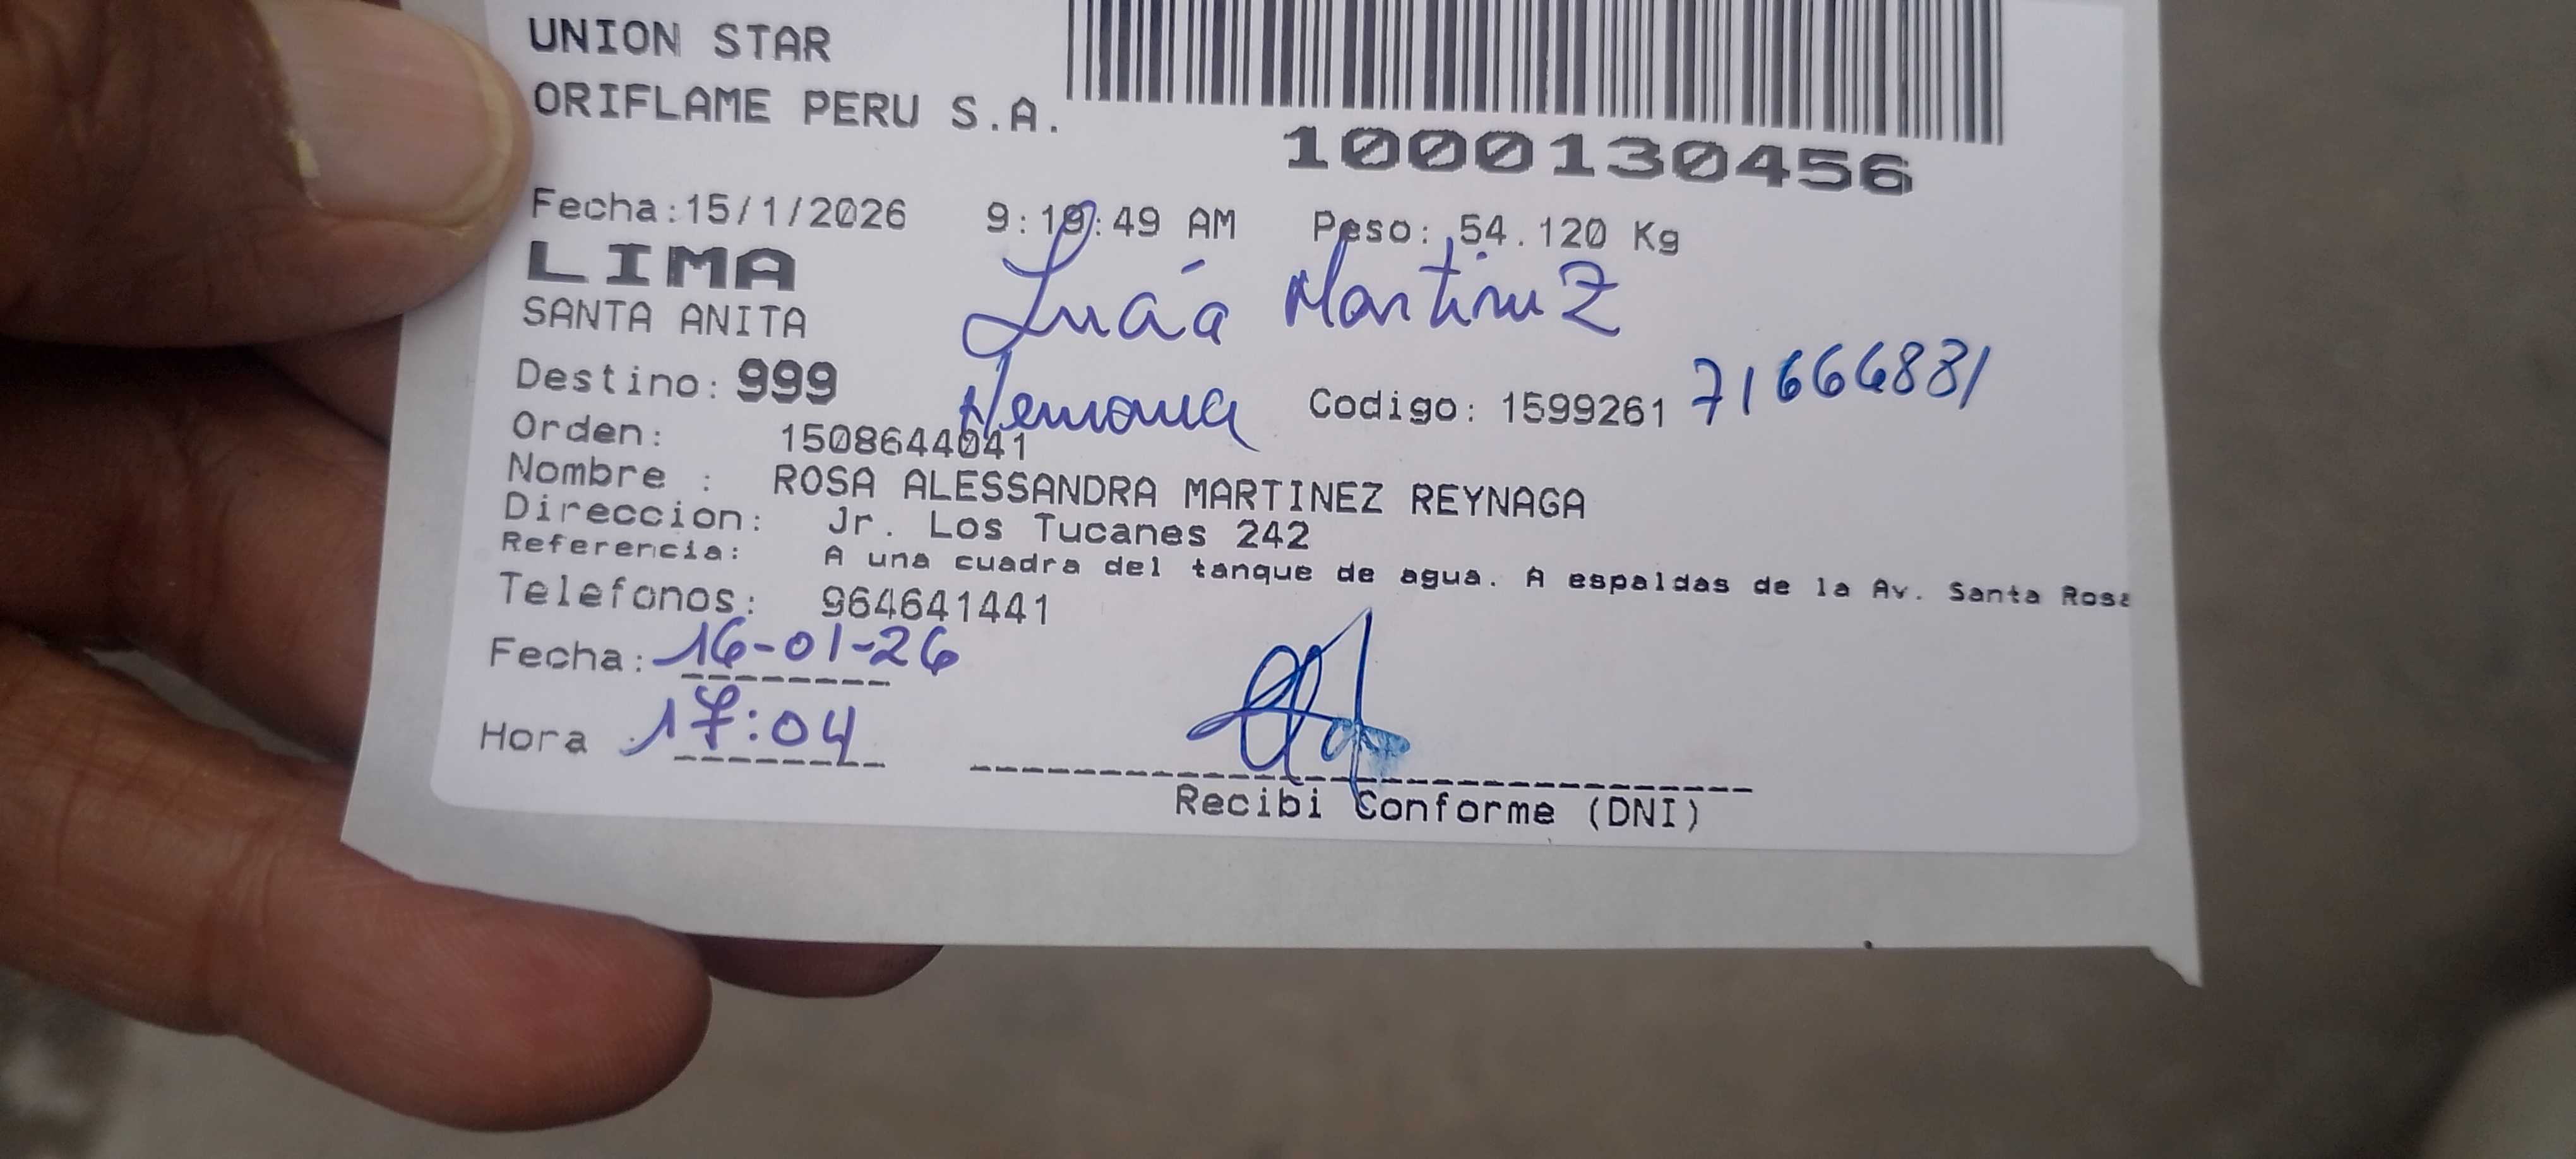 UNION STAR
ORIFLAME PERU S.A.
1000130456
Fecha:15/1/2026 9:19:49 AM Peso: 54.120 Kg
LIMA
SANTA ANITA
Lucía Martinez
Destino: 999
Hermana
Codigo: 1599261 71666881
Orden: 1508644041
Nombre : ROSA ALESSANDRA MARTINEZ REYNAGA
Direccion: Jr. Los Tucanes 242
Referencia: A una cuadra del tanque de agua. A espaldas de la Av. Santa Rosa
Telefonos: 964641441
Fecha: 16-01-26
Hora 17:04
Recibi Conforme (DNI)